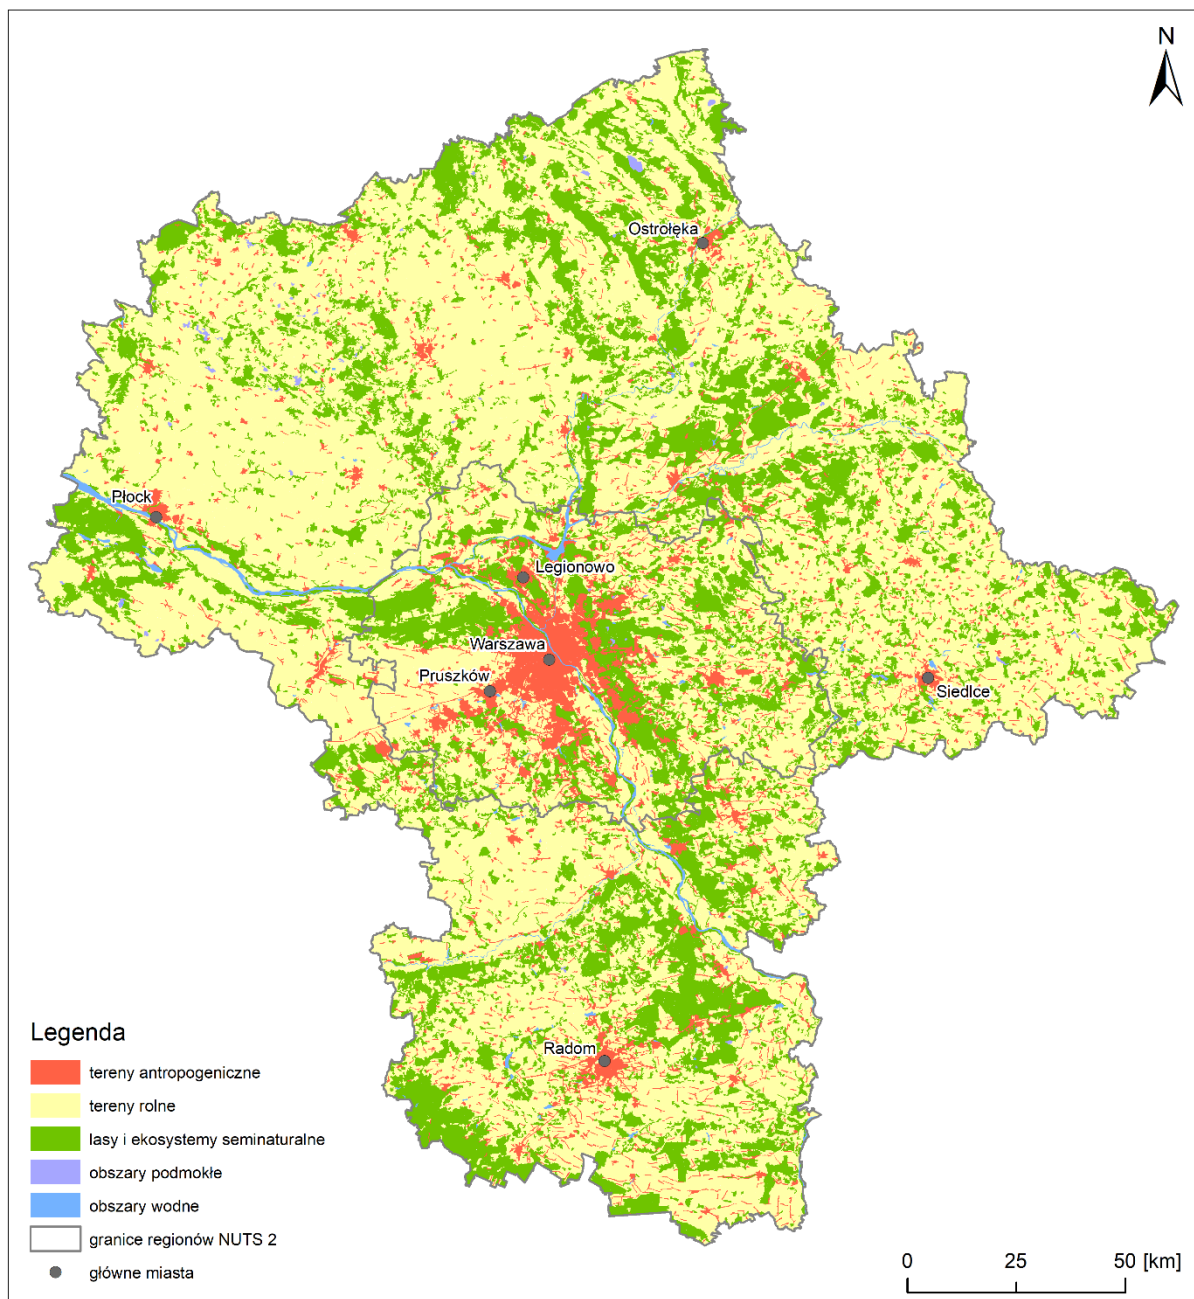 N
Ostrołęka
Płock
Legionowo
Warszawa
Pruszków
Siedlce
Radom
Legenda
tereny antropogeniczne
tereny rolne
lasy i ekosystemy seminaturalne
obszary podmokłe
obszary wodne
granice regionów NUTS 2
główne miasta
0 25 50 [km]